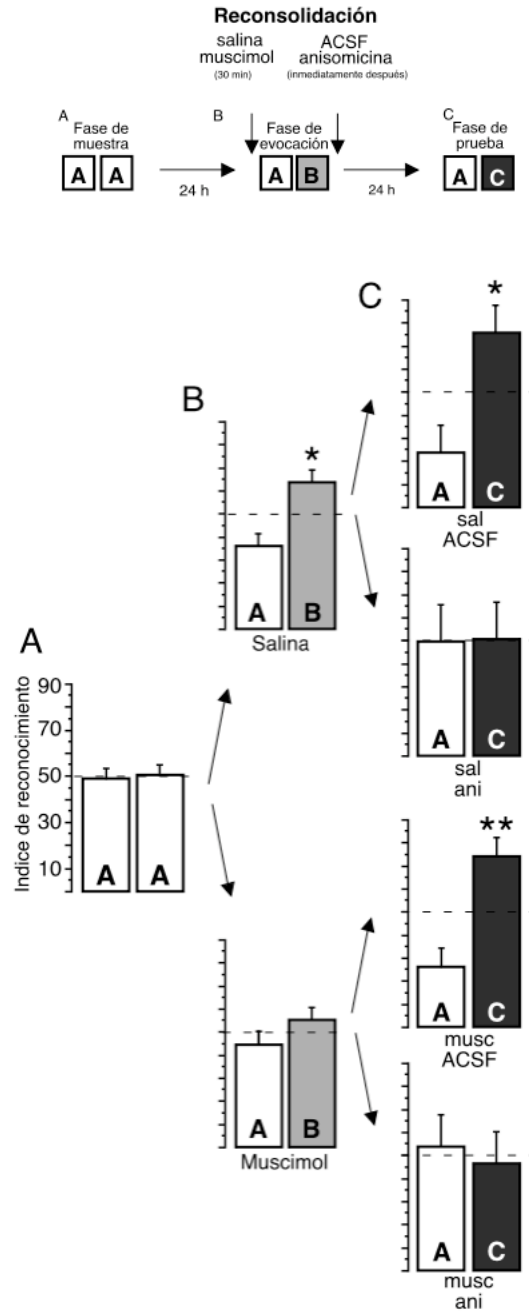 Reconsolidación
salina
muscimol
(30 min)
ACSF
anisomicina
(inmediatamente después)
A
Fase de
muestra
A A
24 h
B
Fase de
evocación
A B
24 h
C
Fase de
prueba
A C
C
*
A C
sal
ACSF
B
*
A B
Salina
A C
sal
ani
A
Indice de reconocimiento
90
70
50
30
10
A A
**
A C
musc
ACSF
A B
Muscimol
A C
musc
ani